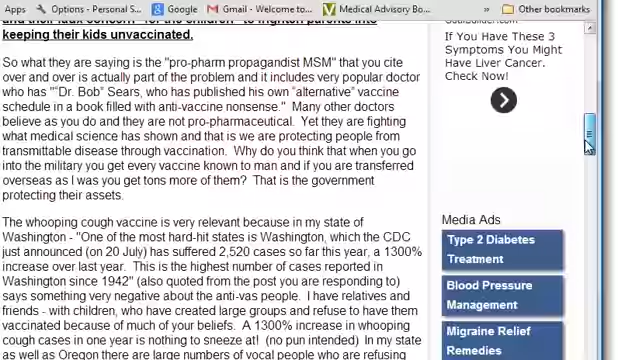 Apps
Options - Personal S...
Google
Gmail - Welcome to ...
Medical Advisory Bo...
»
Other bookmarks
and their faux concern "for the children" to frighten parents into
keeping their kids unvaccinated.
So what they are saying is the "pro-pharm propagandist MSM" that you cite
over and over is actually part of the problem and it includes very popular doctor
who has "“Dr. Bob” Sears, who has published his own “alternative” vaccine
schedule in a book filled with anti-vaccine nonsense." Many other doctors
believe as you do and they are not pro-pharmaceutical. Yet they are fighting
what medical science has shown and that is we are protecting people from
transmittable disease through vaccination. Why do you think that when you go
into the military you get every vaccine known to man and if you are transferred
overseas as I was you get tons more of them? That is the government
protecting their assets.
The whooping cough vaccine is very relevant because in my state of
Washington - "One of the most hard-hit states is Washington, which the CDC
just announced (on 20 July) has suffered 2,520 cases so far this year, a 1300%
increase over last year. This is the highest number of cases reported in
Washington since 1942" (also quoted from the post you are responding to)
says something very negative about the anti-vas people. I have relatives and
friends - with children, who have created large groups and refuse to have them
vaccinated because of much of your beliefs. A 1300% increase in whooping
cough cases in one year is nothing to sneeze at! (no pun intended) In my state
as well as Oregon there are large numbers of vocal people who are refusing
If You Have These 3
Symptoms You Might
Have Liver Cancer.
Check Now!
Media Ads
Type 2 Diabetes
Treatment
Blood Pressure
Management
Migraine Relief
Remedies